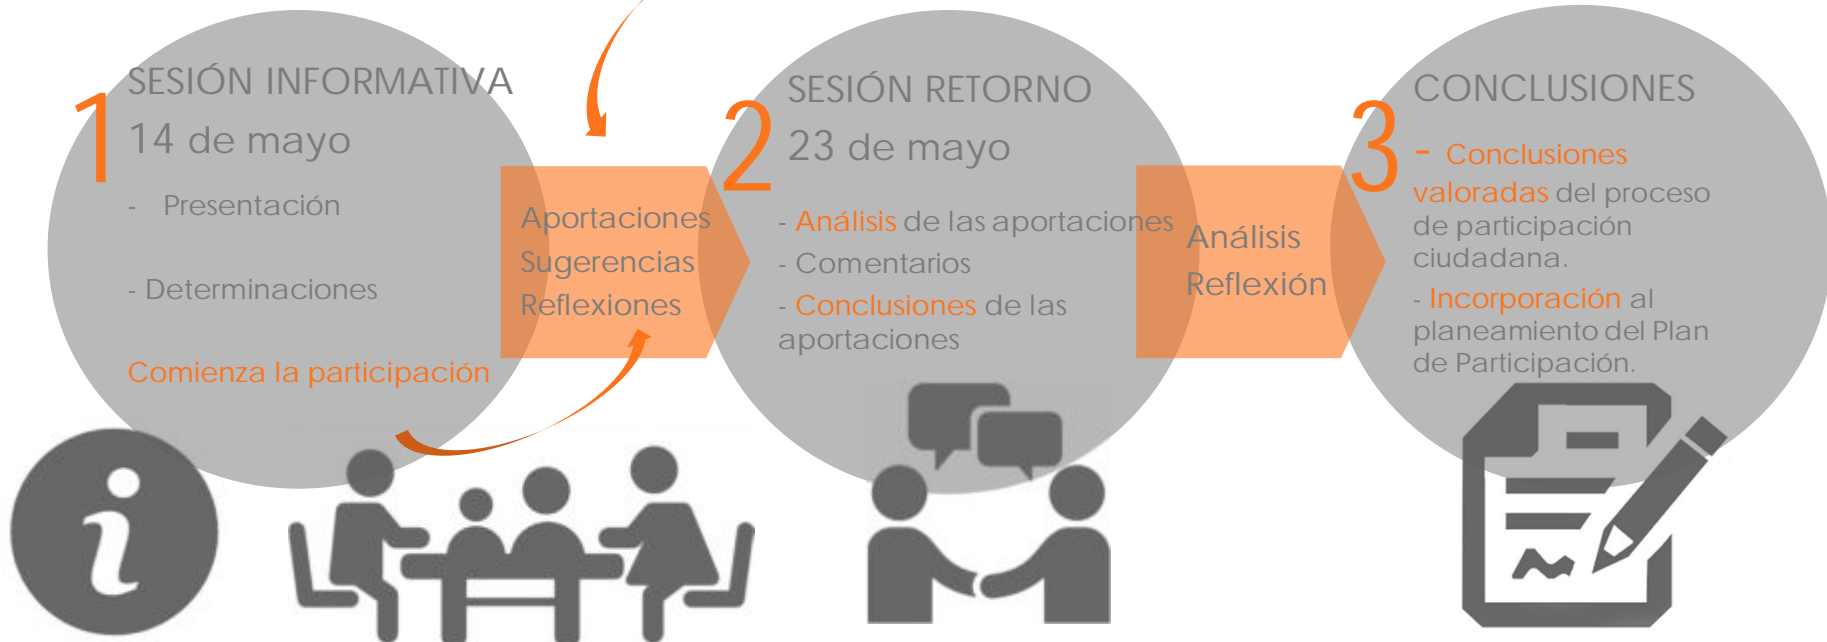 1
SESIÓN INFORMATIVA
14 de mayo
- Presentación
- Determinaciones
Comienza la participación
Aportaciones
Sugerencias
Reflexiones
2
SESIÓN RETORNO
23 de mayo
- Análisis de las aportaciones
- Comentarios
- Conclusiones de las
aportaciones
Análisis
Reflexión
3
CONCLUSIONES
- Conclusiones
valoradas del proceso
de participación
ciudadana.
- Incorporación al
planeamiento del Plan
de Participación.
i